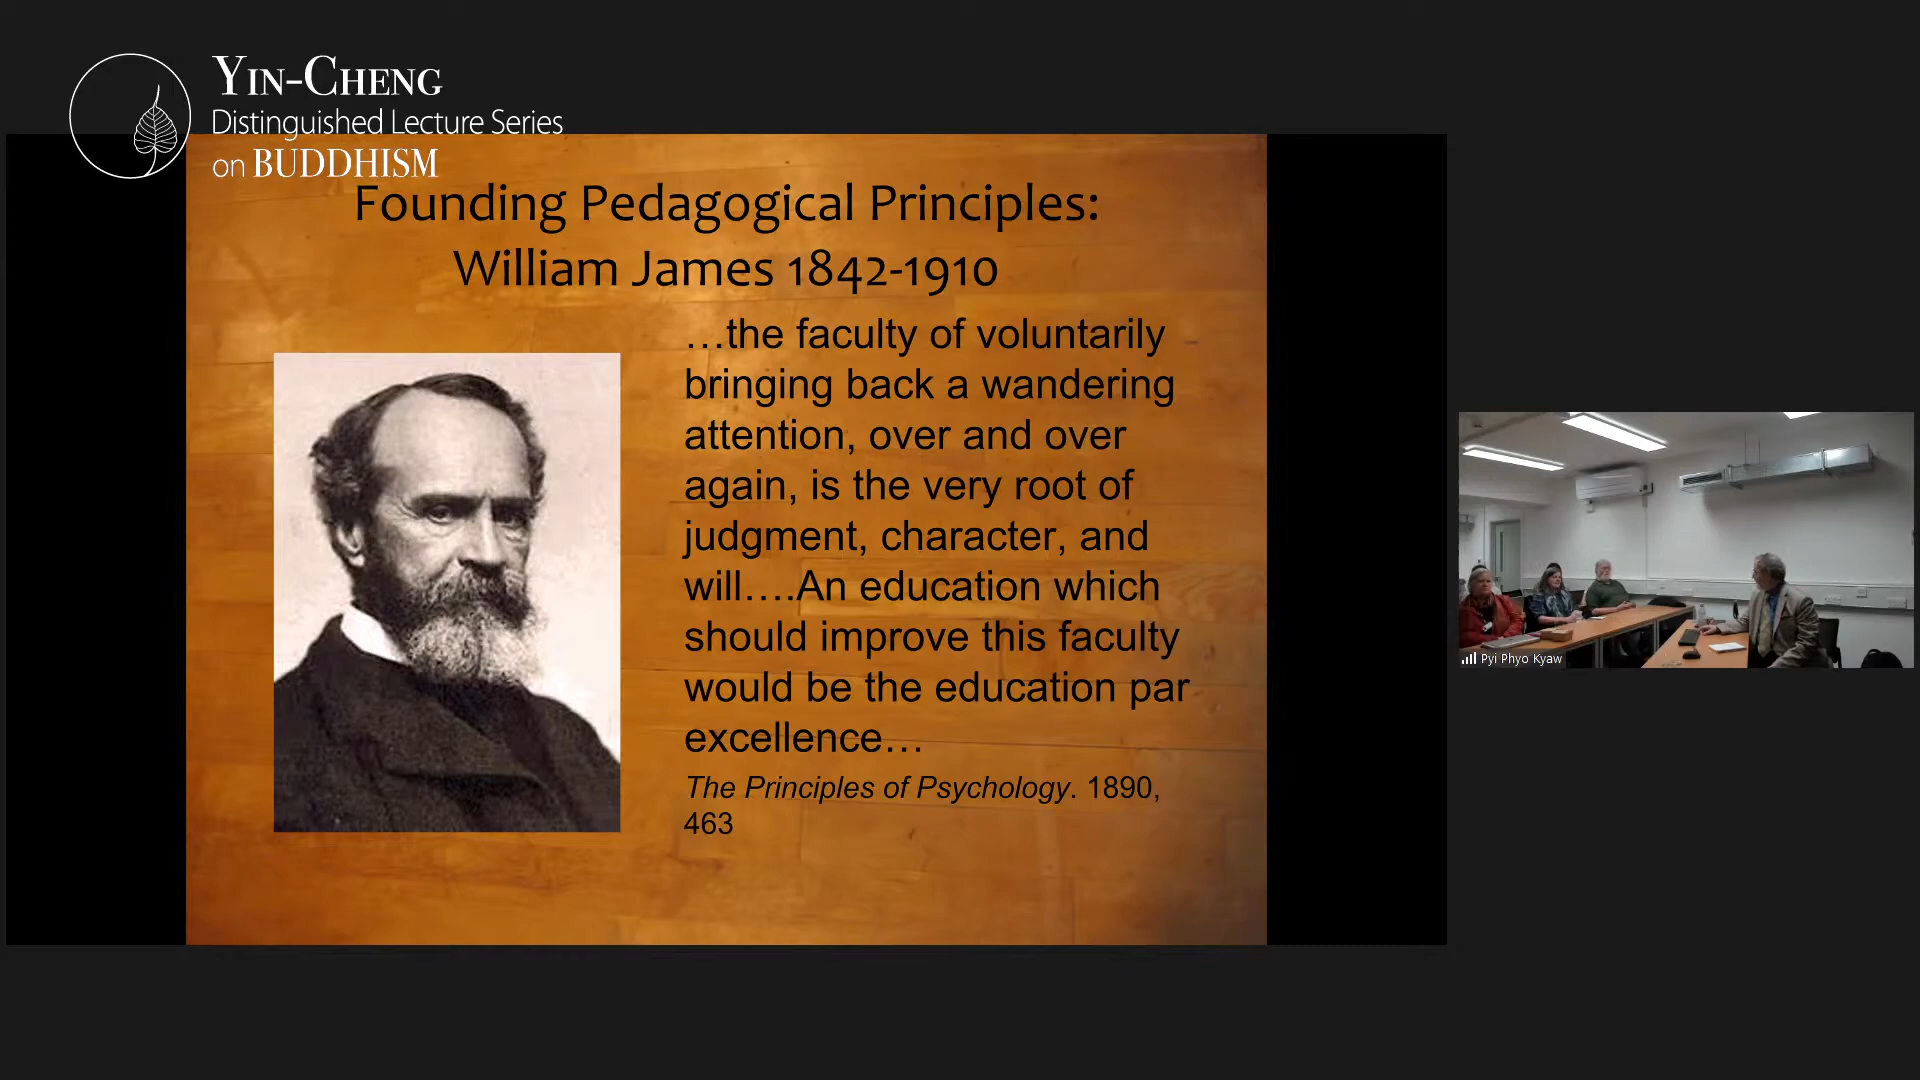 YIN-CHENG
Distinguished Lecture Series
on BUDDHISM
Founding Pedagogical Principles:
William James 1842-1910
…the faculty of voluntarily
bringing back a wandering
attention, over and over
again, is the very root of
judgment, character, and
will….An education which
should improve this faculty
would be the education par
excellence…
The Principles of Psychology. 1890,
463
Pyi Phyo Kyaw